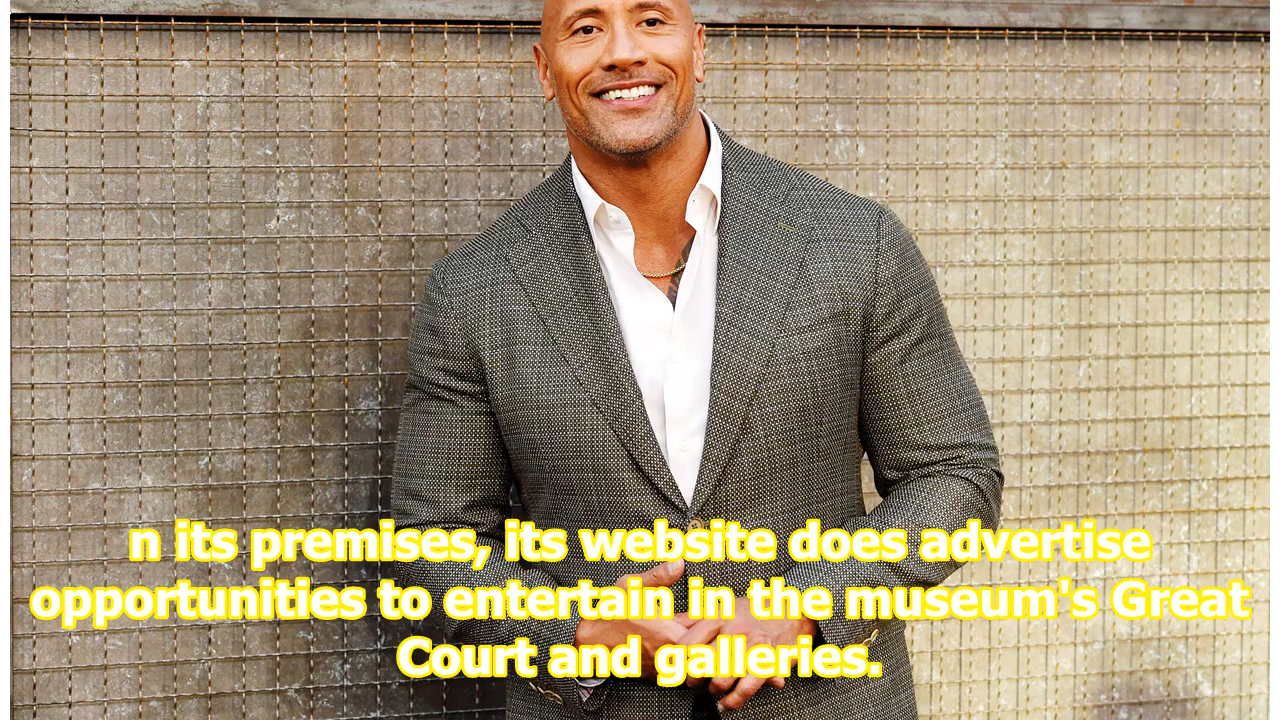 n its premises, its website does advertise
opportunities to entertain in the museum's Great
Court and galleries.